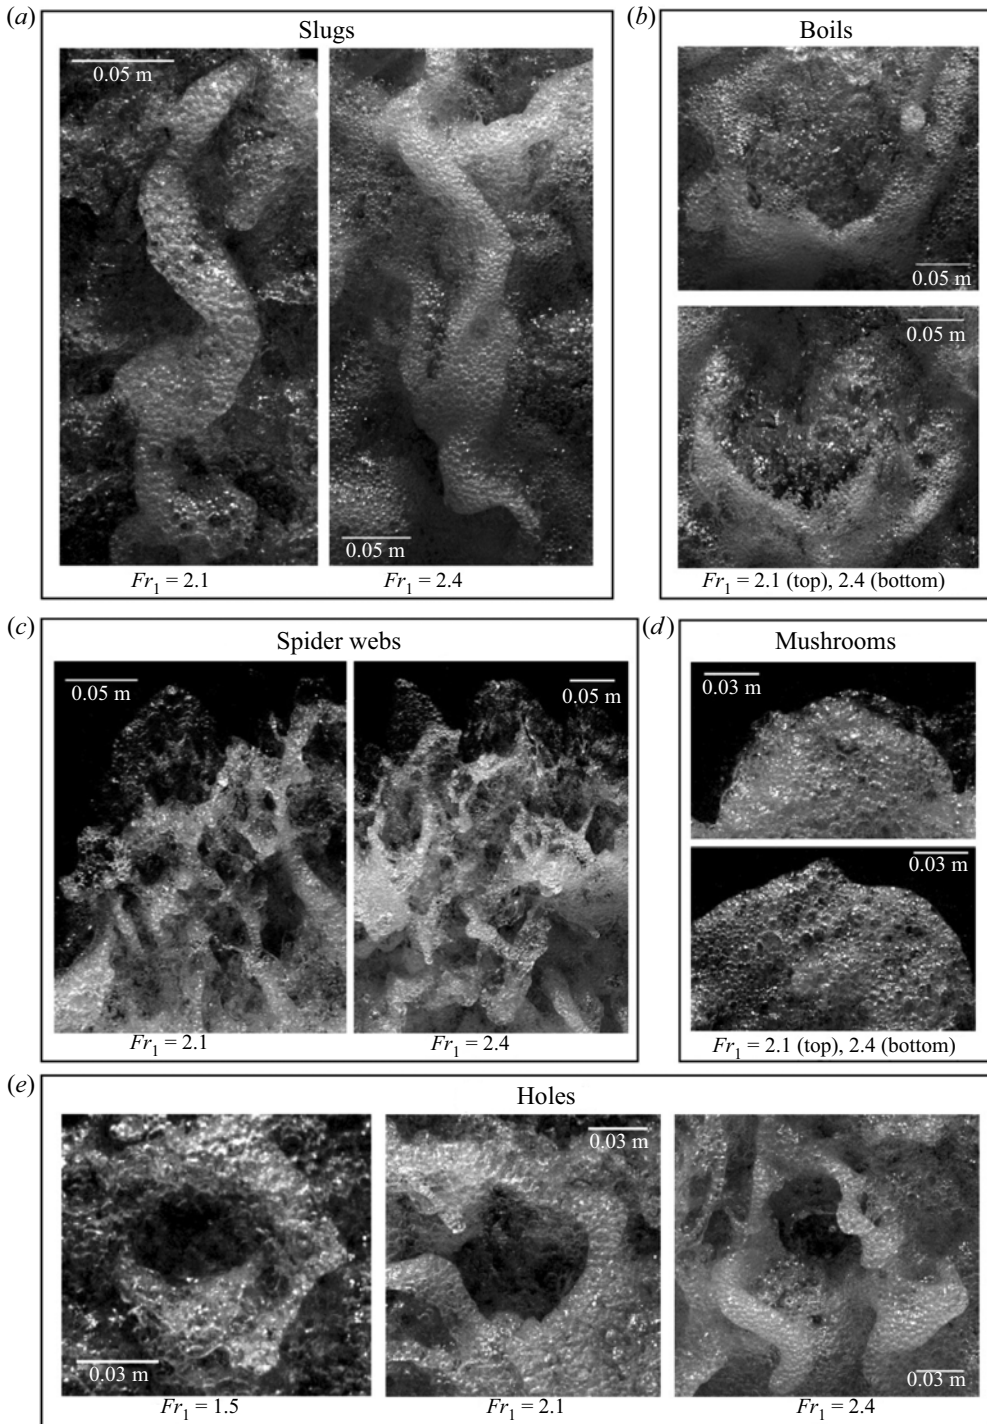 (a)
Slugs
0.05 m
0.05 m
Fr1 = 2.1
Fr1 = 2.4
(b)
Boils
0.05 m
0.05 m
Fr1 = 2.1 (top), 2.4 (bottom)
(c)
Spider webs
0.05 m
0.05 m
Fr1 = 2.1
Fr1 = 2.4
(d)
Mushrooms
0.03 m
0.03 m
Fr1 = 2.1 (top), 2.4 (bottom)
(e)
Holes
0.03 m
0.03 m
0.03 m
Fr1 = 1.5
Fr1 = 2.1
Fr1 = 2.4